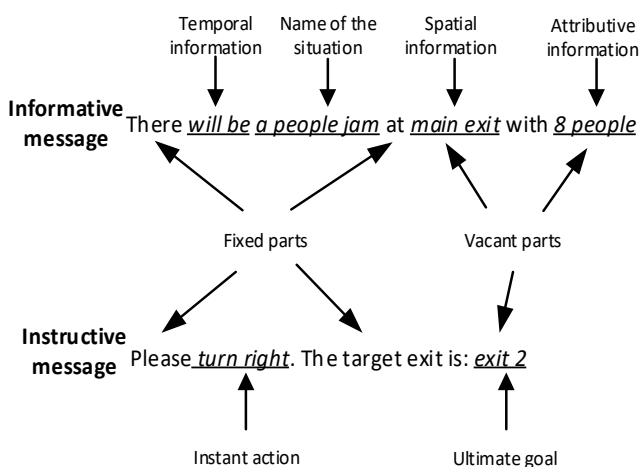 Temporal information
Name of the situation
Spatial information
Attributive information
Informative message
There will be a people jam at main exit with 8 people
Fixed parts
Vacant parts
Instructive message
Please turn right. The target exit is: exit 2
Instant action
Ultimate goal